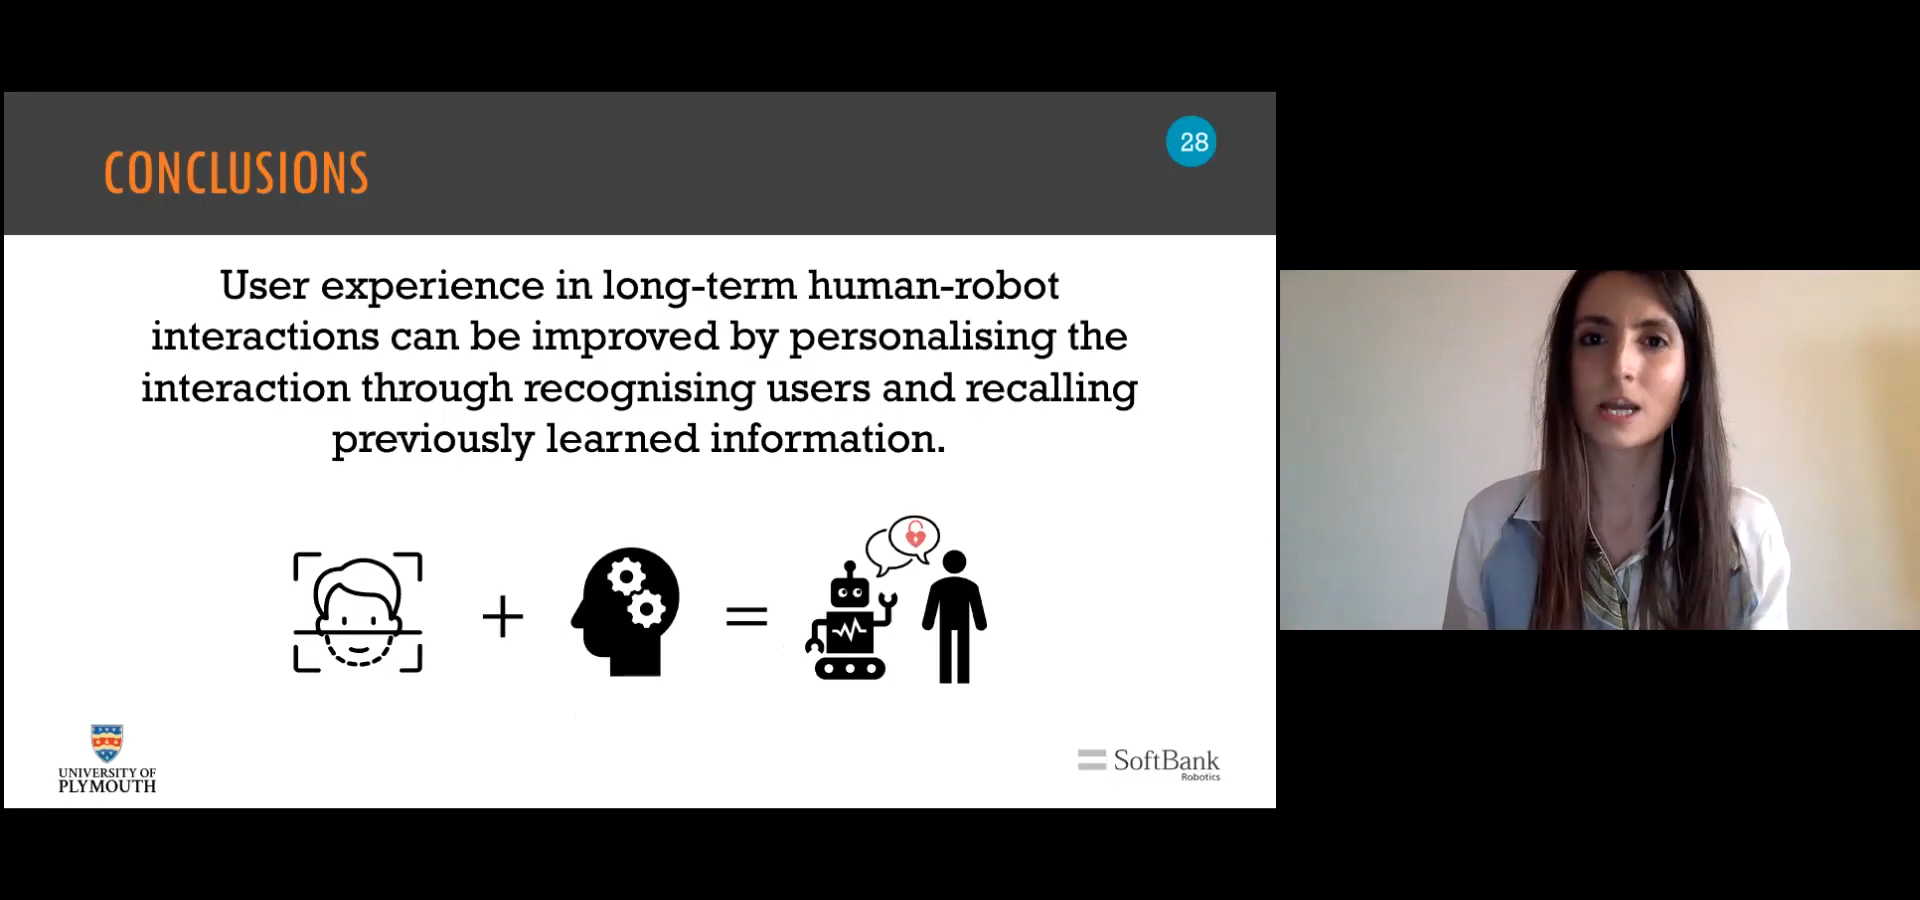 CONCLUSIONS
28
User experience in long-term human-robot
interactions can be improved by personalising the
interaction through recognising users and recalling
previously learned information.
+
=
UNIVERSITY OF
PLYMOUTH
SoftBank
Robotics